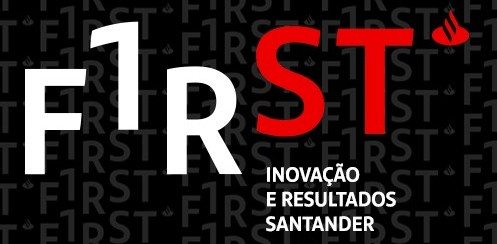 F1RST
INOVAÇÃO
E RESULTADOS
SANTANDER